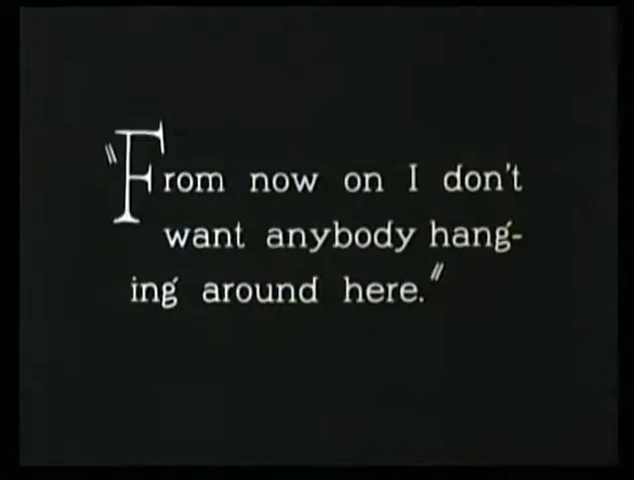 "From now on I don't
want anybody hang-
ing around here."